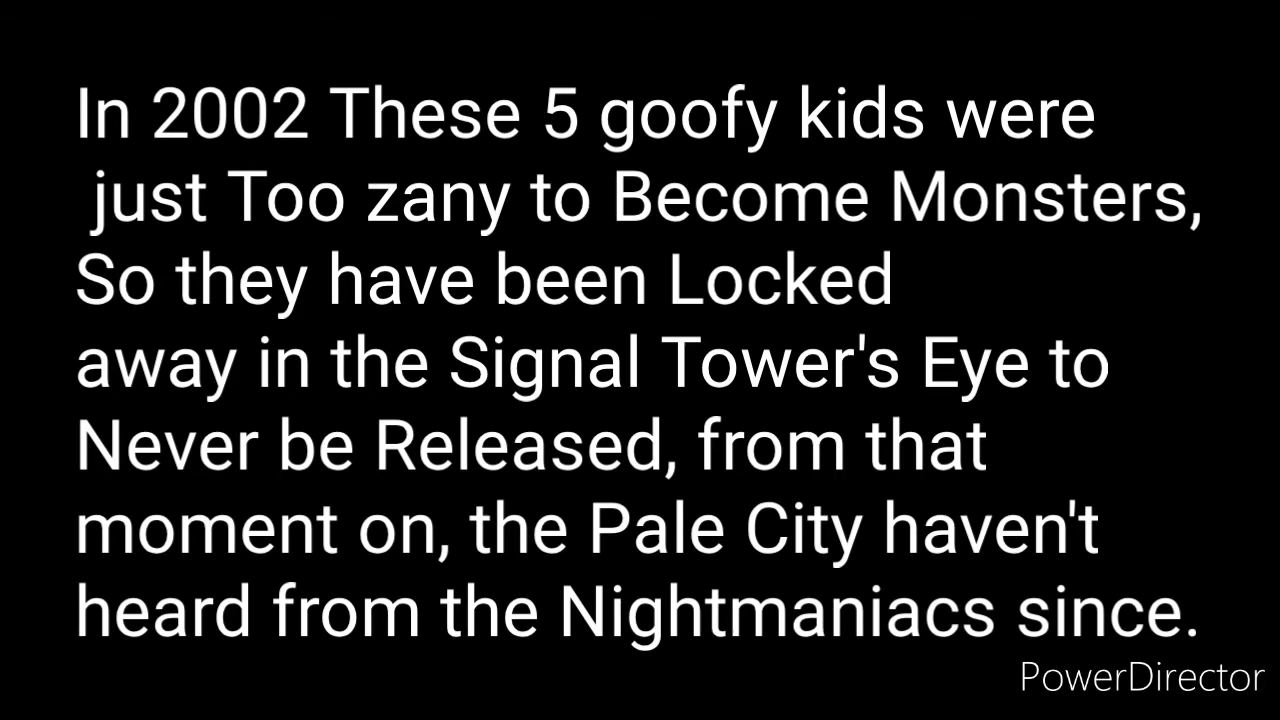 In 2002 These 5 goofy kids were
just Too zany to Become Monsters,
So they have been Locked
away in the Signal Tower's Eye to
Never be Released, from that
moment on, the Pale City haven't
heard from the Nightmaniacs since.
PowerDirector